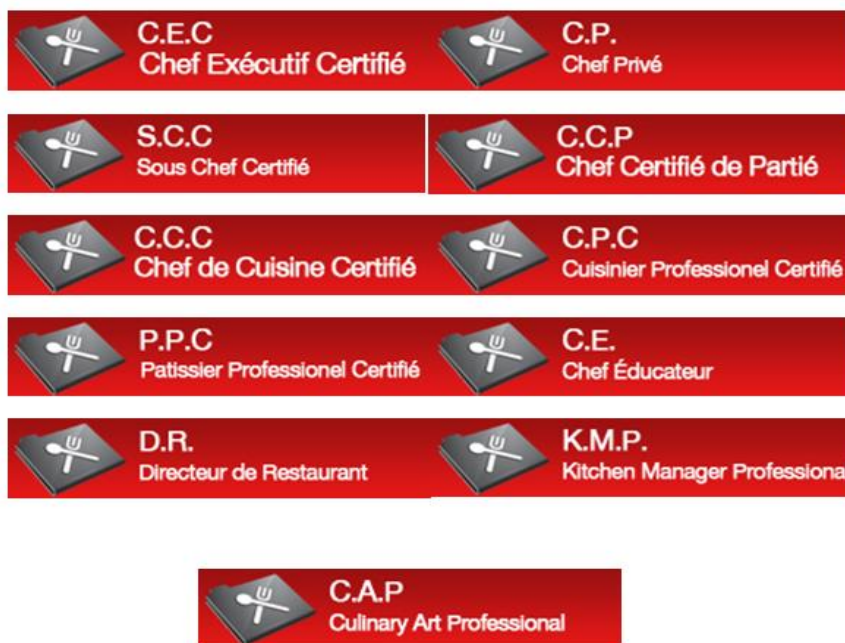 C.E.C
Chef Exécutif Certifié
C.P.
Chef Privé
S.C.C
Sous Chef Certifié
C.C.P
Chef Certifié de Partié
C.C.C
Chef de Cuisine Certifié
C.P.C
Cuisinier Professionel Certifié
P.P.C
Patissier Professionel Certifié
C.E.
Chef Éducateur
D.R.
Directeur de Restaurant
K.M.P.
Kitchen Manager Professiona
C.A.P
Culinary Art Professional